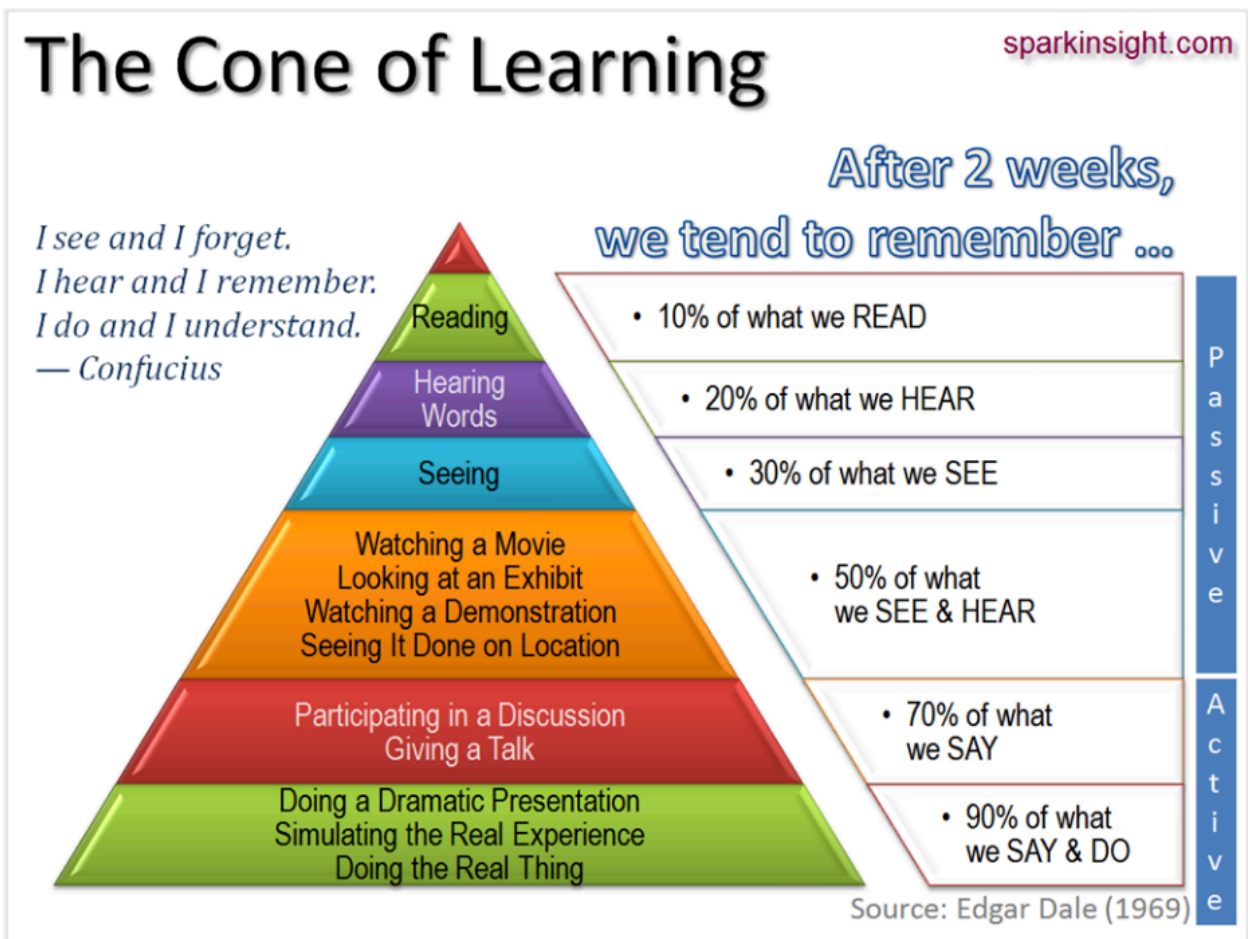 The Cone of Learning
sparkinsight.com
After 2 weeks,
we tend to remember ...
I see and I forget.
I hear and I remember.
I do and I understand.
— Confucius
Reading
• 10% of what we READ
Hearing
Words
• 20% of what we HEAR
Seeing
• 30% of what we SEE
Watching a Movie
Looking at an Exhibit
Watching a Demonstration
Seeing It Done on Location
• 50% of what
we SEE & HEAR
Passive
Participating in a Discussion
Giving a Talk
• 70% of what
we SAY
Doing a Dramatic Presentation
Simulating the Real Experience
Doing the Real Thing
• 90% of what
we SAY & DO
Active
Source: Edgar Dale (1969)